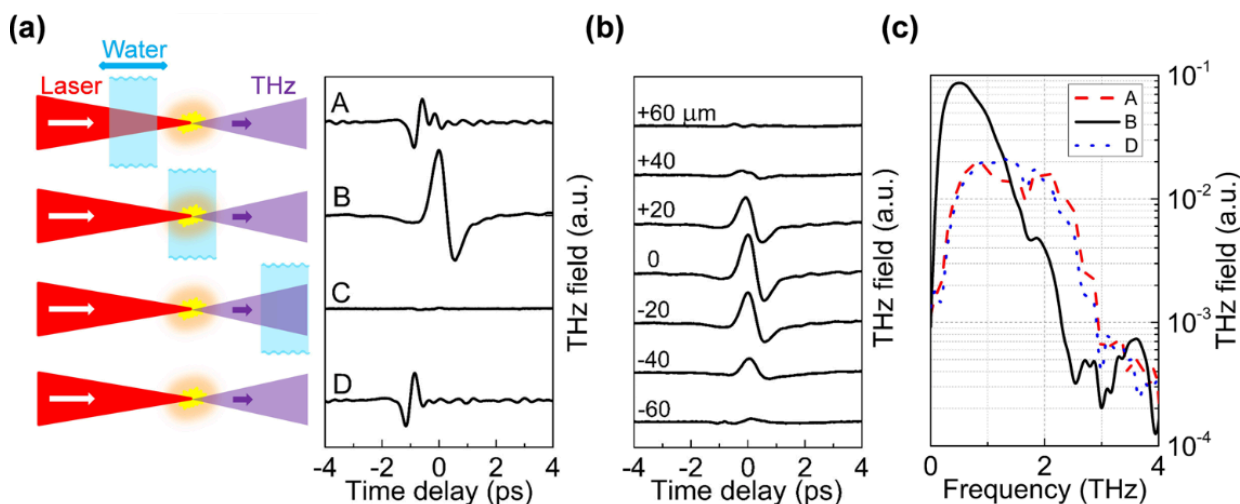 (a)
Water
Laser
THz
A
B
C
D
-4 -2 0 2 4
Time delay (ps)
THz field (a.u.)
(b)
+60 μm
+40
+20
0
-20
-40
-60
-4 -2 0 2 4
Time delay (ps)
THz field (a.u.)
(c)
A
B
D
10-1
10-2
10-3
10-4
0 2 4
Frequency (THz)
THz field (a.u.)